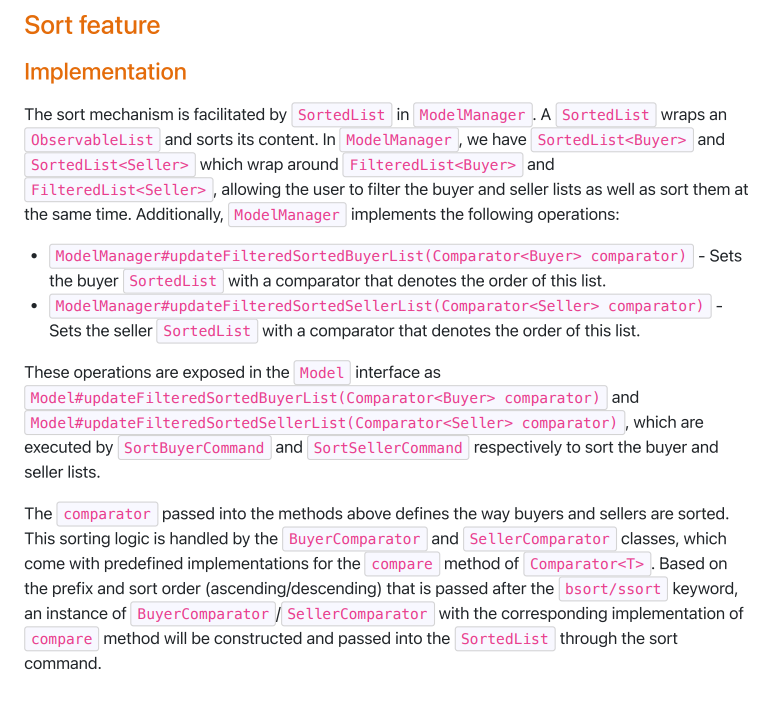 Sort feature
Implementation
The sort mechanism is facilitated by SortedList in ModelManager. A SortedList wraps an
ObservableList and sorts its content. In ModelManager, we have SortedList<Buyer> and
SortedList<Seller> which wrap around FilteredList<Buyer> and
FilteredList<Seller>, allowing the user to filter the buyer and seller lists as well as sort them at
the same time. Additionally, ModelManager implements the following operations:
• ModelManager#updateFilteredSortedBuyerList(Comparator<Buyer> comparator) - Sets
the buyer SortedList with a comparator that denotes the order of this list.
• ModelManager#updateFilteredSortedSellerList(Comparator<Seller> comparator) -
Sets the seller SortedList with a comparator that denotes the order of this list.
These operations are exposed in the Model interface as
Model#updateFilteredSortedBuyerList(Comparator<Buyer> comparator) and
Model#updateFilteredSortedSellerList(Comparator<Seller> comparator), which are
executed by SortBuyerCommand and SortSellerCommand respectively to sort the buyer and
seller lists.
The comparator passed into the methods above defines the way buyers and sellers are sorted.
This sorting logic is handled by the BuyerComparator and SellerComparator classes, which
come with predefined implementations for the compare method of Comparator<T>. Based on
the prefix and sort order (ascending/descending) that is passed after the bsort/ssort keyword,
an instance of BuyerComparator/SellerComparator with the corresponding implementation of
compare method will be constructed and passed into the SortedList through the sort
command.